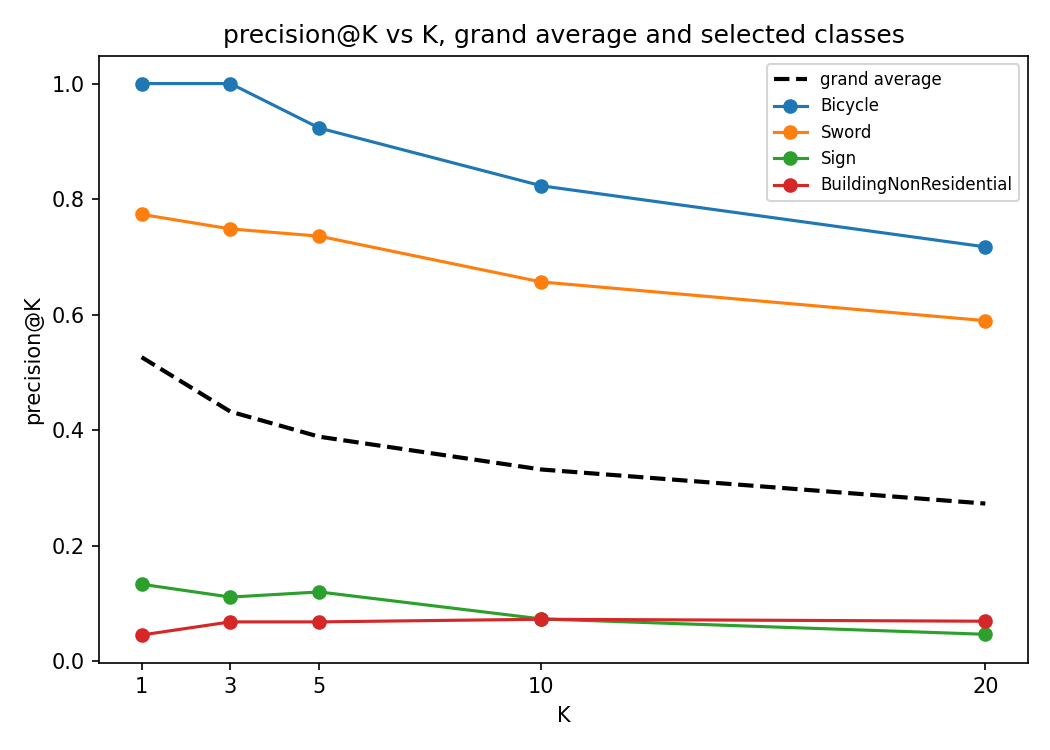 precision@K vs K, grand average and selected classes
grand average
Bicycle
Sword
Sign
BuildingNonResidential
precision@K
1.0
0.8
0.6
0.4
0.2
0.0
1 3 5 10 20
K